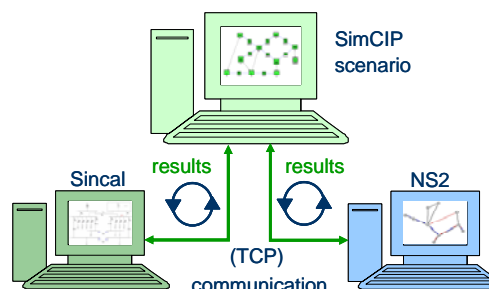 SimCIP
scenario
results
results
Sincal
NS2
(TCP)
communication